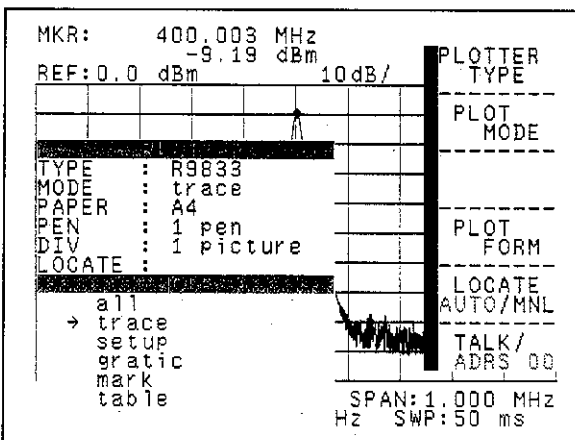 MKR: 400.003 MHz
-9.19 dBm
REF:0.0 dBm 10dB/
PLOTTER
TYPE
PLOT
MODE
TYPE : R9833
MODE : trace
PAPER : A4
PEN : 1 pen
DIV : 1 picture
LOCATE :
all
→ trace
setup
gratic
mark
table
PLOT
FORM
LOCATE
AUTO/MNL
TALK/
ADRS 00
SPAN:1.000 MHz
Hz SWP:50 ms